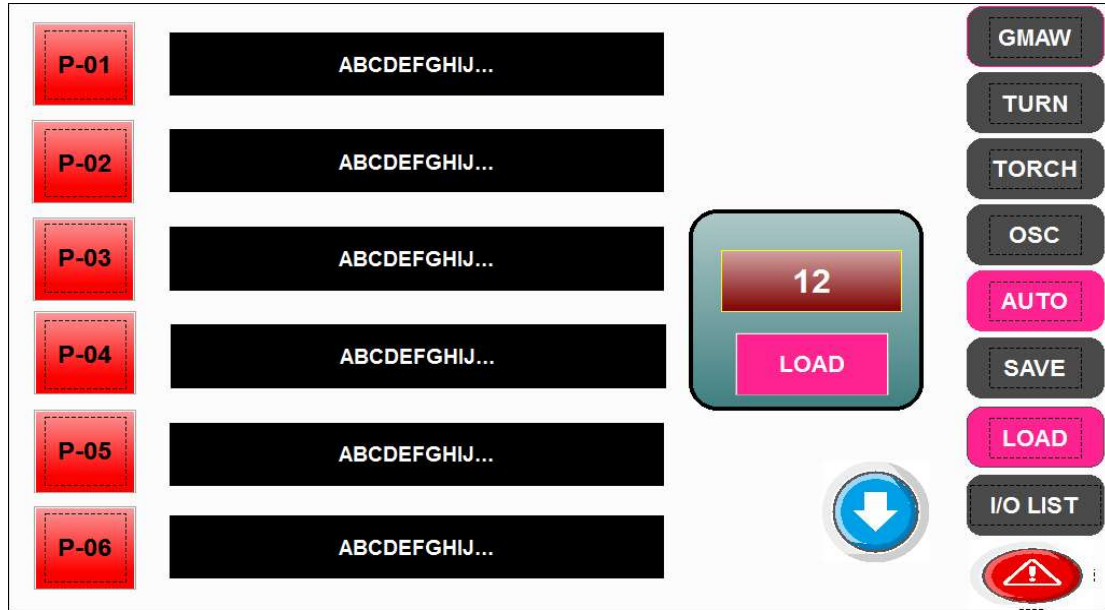 P-01
ABCDEFGHIJ...
P-02
ABCDEFGHIJ...
P-03
ABCDEFGHIJ...
P-04
ABCDEFGHIJ...
P-05
ABCDEFGHIJ...
P-06
ABCDEFGHIJ...
12
LOAD
GMAW
TURN
TORCH
OSC
AUTO
SAVE
LOAD
I/O LIST